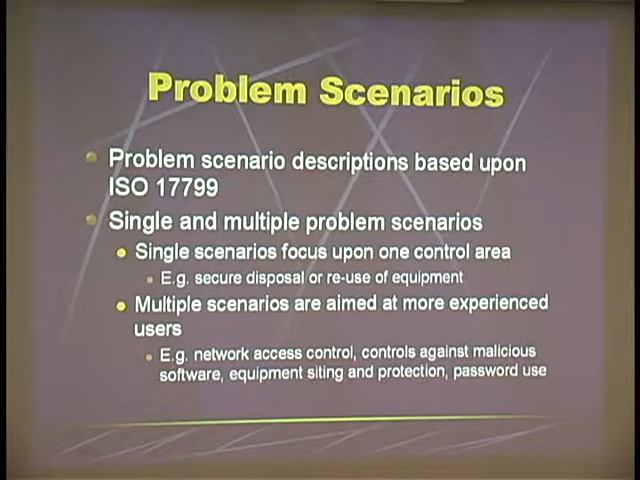 Problem Scenarios
Problem scenario descriptions based upon
ISO 17799
Single and multiple problem scenarios
Single scenarios focus upon one control area
E.g. secure disposal or re-use of equipment
Multiple scenarios are aimed at more experienced
users
E.g. network access control, controls against malicious
software, equipment siting and protection, password use